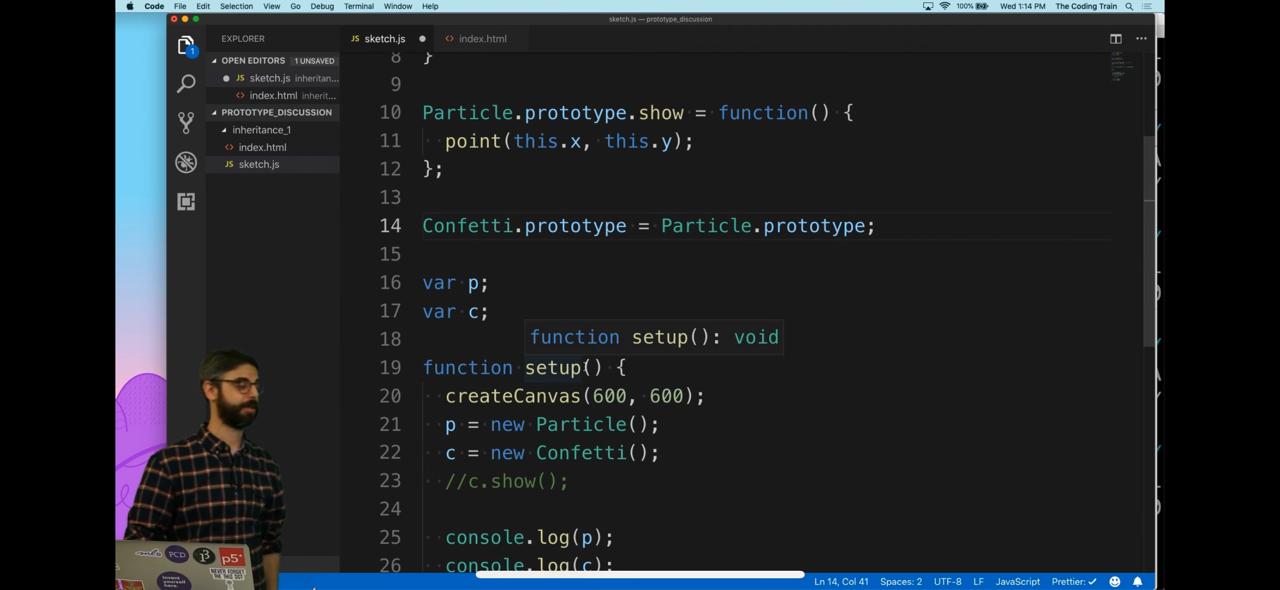 Code File Edit Selection View Go Debug Terminal Window Help 100% Wed 1:14 PM The Coding Train
sketch.js — prototype_discussion
EXPLORER
JS sketch.js
<> index.html
1
OPEN EDITORS 1 UNSAVED
JS sketch.js inheritan...
<> index.html inherit...
PROTOTYPE_DISCUSSION
inheritance_1
<> index.html
JS sketch.js
8 }
9
10 Particle.prototype.show = function() {
11 point(this.x, this.y);
12 };
13
14 Confetti.prototype = Particle.prototype;
15
16 var p;
17 var c;
18
function setup(): void
19 function setup() {
20 createCanvas(600, 600);
21 p = new Particle();
22 c = new Confetti();
23 //c.show();
24
25 console.log(p);
26 console.log(c);
PCD
p5*
NEVER FORGET
Ln 14, Col 41 Spaces: 2 UTF-8 LF JavaScript Prettier: ✓